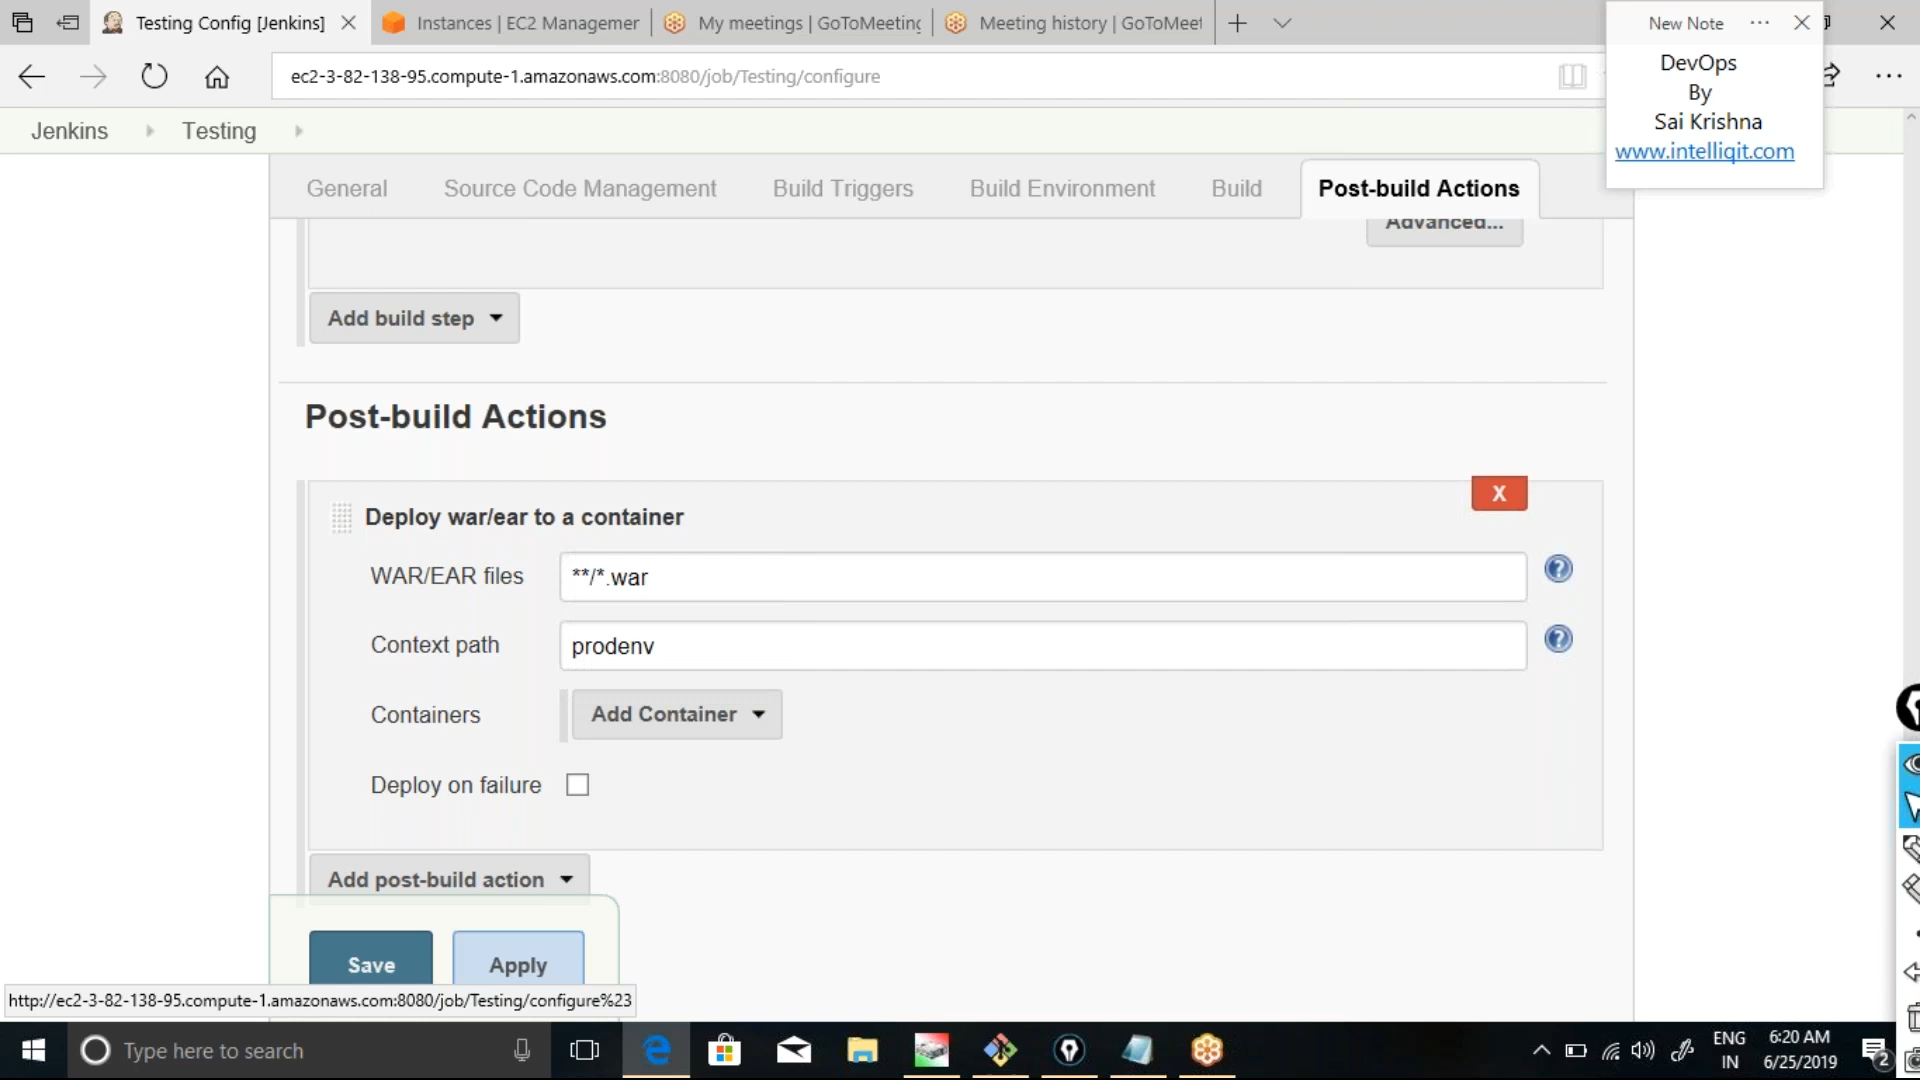 Testing Config [Jenkins]
Instances | EC2 Managemer
My meetings | GoToMeeting
Meeting history | GoToMeet
New Note
ec2-3-82-138-95.compute-1.amazonaws.com:8080/job/Testing/configure
DevOps
By
Sai Krishna
www.intelliqit.com
Jenkins
Testing
General
Source Code Management
Build Triggers
Build Environment
Build
Post-build Actions
Advanced...
Add build step
Post-build Actions
X
Deploy war/ear to a container
WAR/EAR files
**/*.war
Context path
prodenv
Containers
Add Container
Deploy on failure
Add post-build action
Save
Apply
http://ec2-3-82-138-95.compute-1.amazonaws.com:8080/job/Testing/configure%23
Type here to search
ENG
IN
6:20 AM
6/25/2019
2